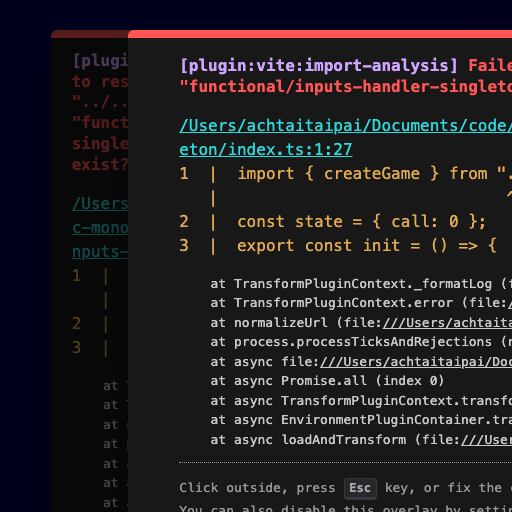 [plugin:vite:import-analysis] Faile
"functional/inputs-handler-singleto
/Users/achtaitaipai/Documents/code/
eton/index.ts:1:27
1 | import { createGame } from ".
| ^
2 | const state = { call: 0 };
3 | export const init = () => {
at TransformPluginContext._formatLog (f
at TransformPluginContext.error (file:/
at normalizeUrl (file:///Users/achtaita
at process.processTicksAndRejections (n
at async file:///Users/achtaitaipai/Doc
at async Promise.all (index 0)
at async TransformPluginContext.transfo
at async EnvironmentPluginContainer.tra
at async loadAndTransform (file:///User
Click outside, press Esc key, or fix the
You can also disable this overlay by settin
[plugin
to res
"../..
"funct
single
exist?
/Users
c-mono
nputs-
1 |
|
2 |
3 |
at T
at T
at n
at p
at a
at a
at a